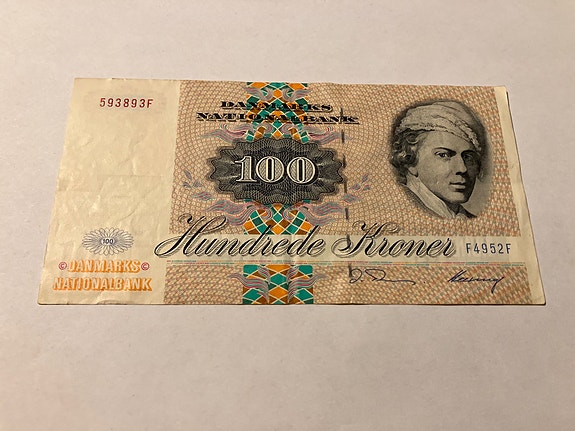 593893F
DANMARKS
NATIONALBANK
100
Hundrede Kroner F4952F
100
©DANMARKS©
NATIONALBANK